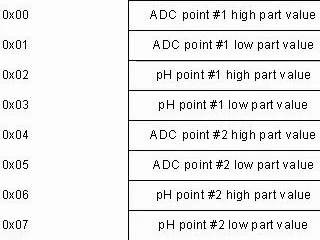 0x00 ADC point #1 high part value
0x01 ADC point #1 low part value
0x02 pH point #1 high part value
0x03 pH point #1 low part value
0x04 ADC point #2 high part value
0x05 ADC point #2 low part value
0x06 pH point #2 high part value
0x07 pH point #2 low part value